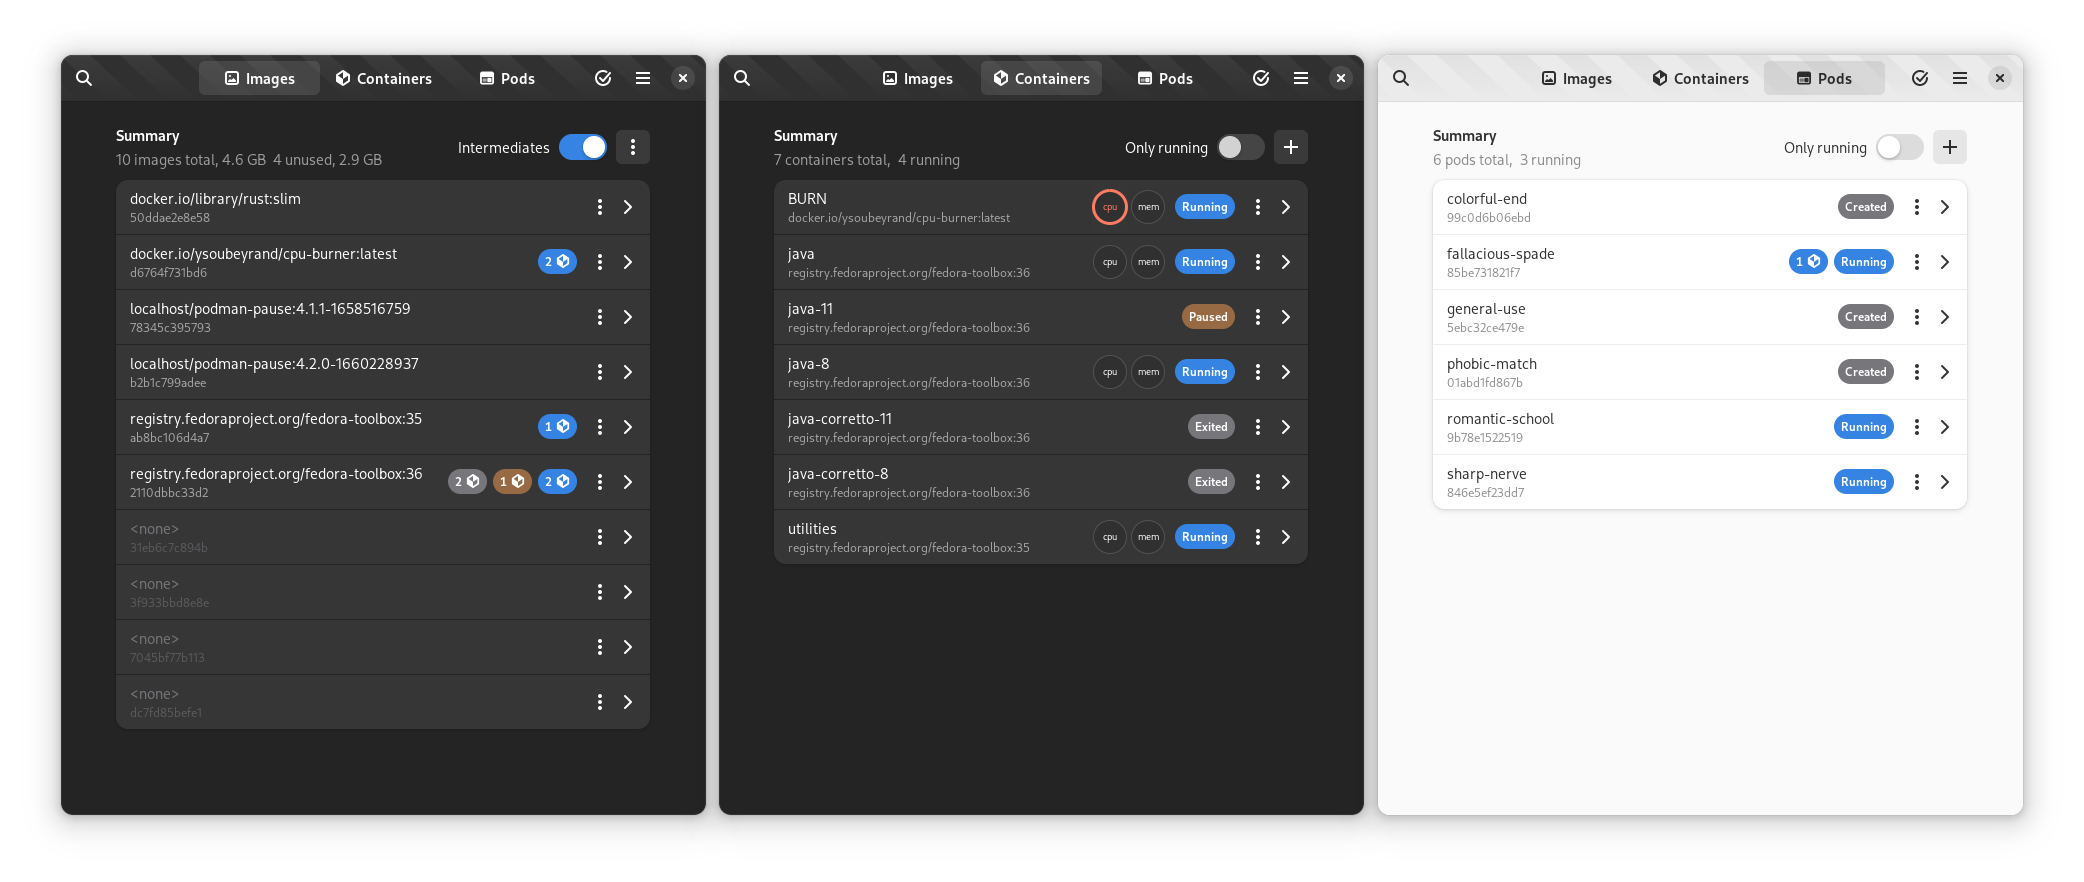 Images Containers Pods
Summary
10 images total, 4.6 GB 4 unused, 2.9 GB
Intermediates
docker.io/library/rust:slim
50ddae2e8e58
docker.io/ysoubeyrand/cpu-burner:latest
d6764f731bd6
2
localhost/podman-pause:4.1.1-1658516759
78345c395793
localhost/podman-pause:4.2.0-1660228937
b2b1c799adee
registry.fedoraproject.org/fedora-toolbox:35
ab8bc106d4a7
1
registry.fedoraproject.org/fedora-toolbox:36
2110dbbc33d2
2 1 2
<none>
31eb6c7c894b
<none>
3f933bbd8e8e
<none>
7045bf77b113
<none>
dc7fd85befe1
Images Containers Pods
Summary
7 containers total, 4 running
Only running
BURN
docker.io/ysoubeyrand/cpu-burner:latest
cpu mem Running
java
registry.fedoraproject.org/fedora-toolbox:36
cpu mem Running
java-11
registry.fedoraproject.org/fedora-toolbox:36
Paused
java-8
registry.fedoraproject.org/fedora-toolbox:36
cpu mem Running
java-corretto-11
registry.fedoraproject.org/fedora-toolbox:36
Exited
java-corretto-8
registry.fedoraproject.org/fedora-toolbox:36
Exited
utilities
registry.fedoraproject.org/fedora-toolbox:35
cpu mem Running
Images Containers Pods
Summary
6 pods total, 3 running
Only running
colorful-end
99c0d6b06ebd
Created
fallacious-spade
85be731821f7
1 Running
general-use
5ebc32ce479e
Created
phobic-match
01abd1fd867b
Created
romantic-school
9b78e1522519
Running
sharp-nerve
846e5ef23dd7
Running